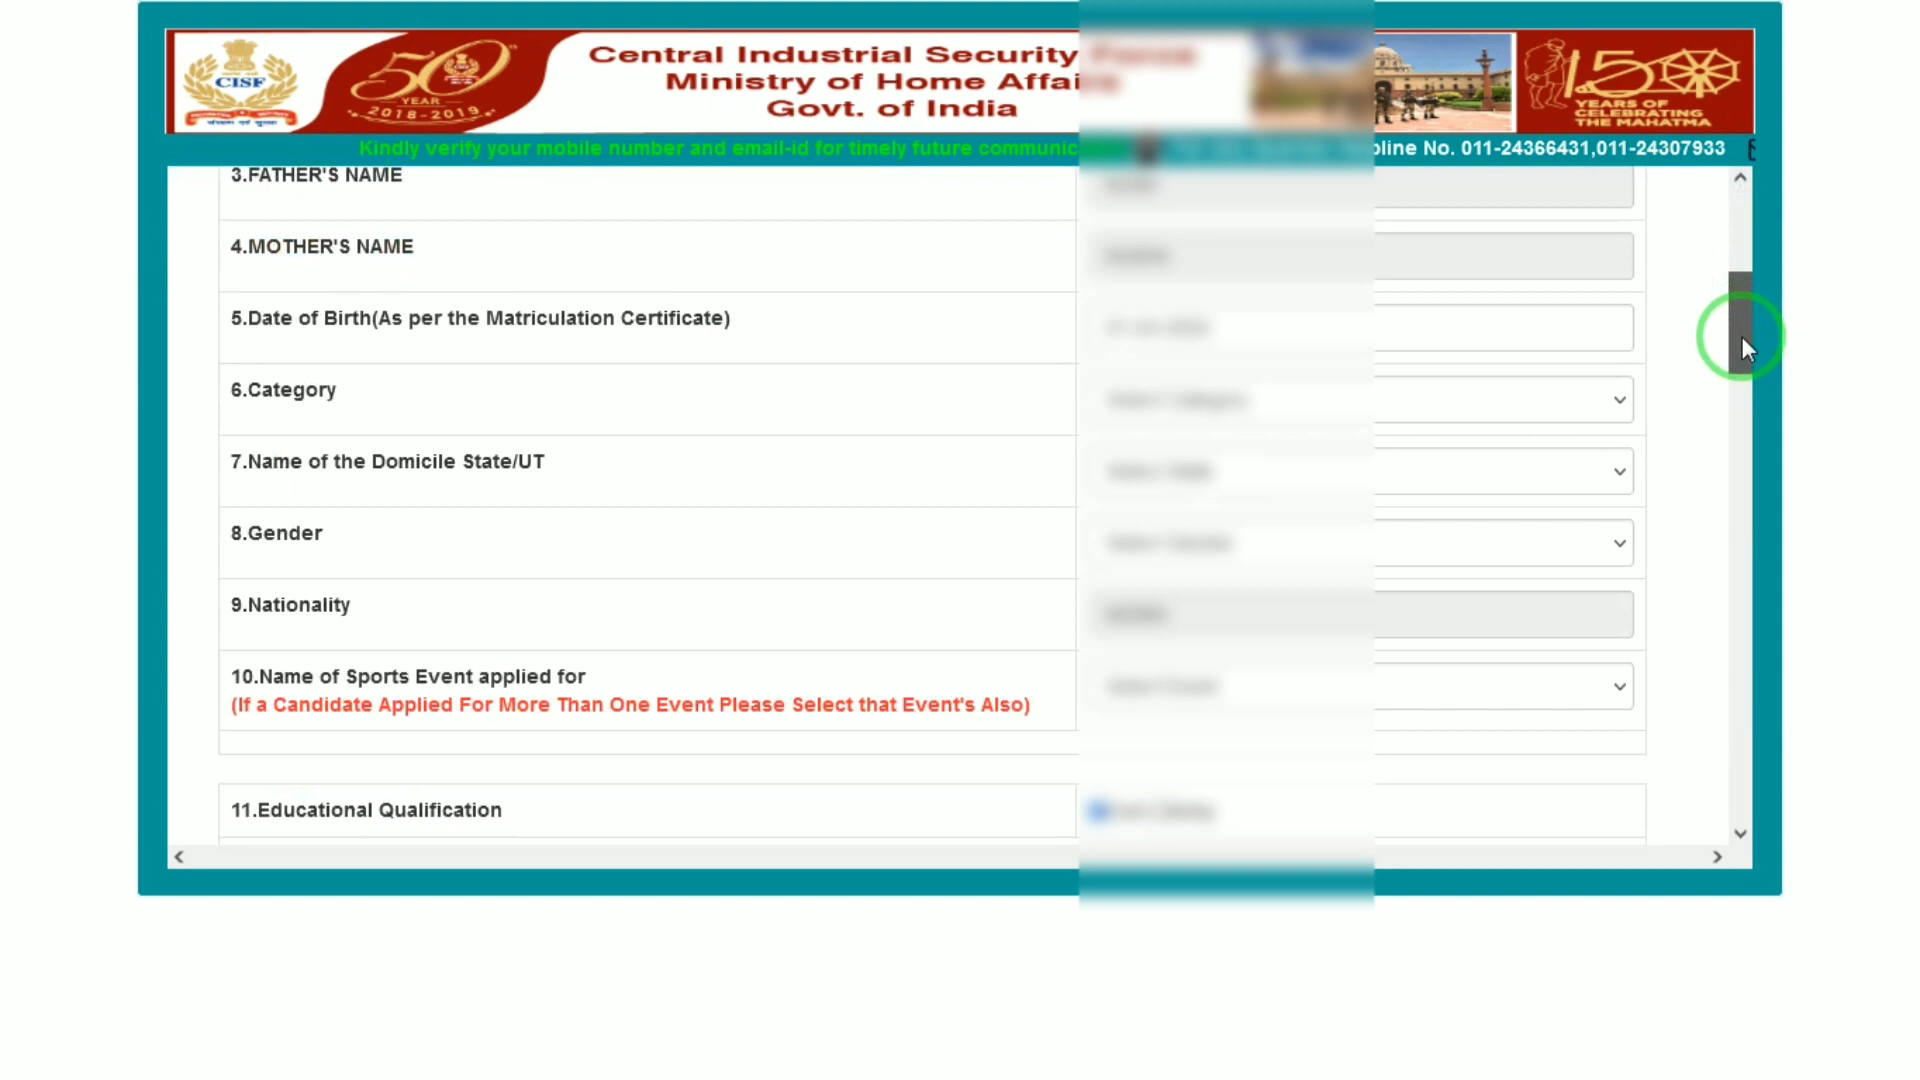 CISF
50
YEAR
2018-2019
Central Industrial Security
Ministry of Home Affairs
Govt. of India
150
YEARS OF
CELEBRATING
THE MAHATMA
Kindly verify your mobile number and email-id for timely future communic
pline No. 011-24366431,011-24307933
3.FATHER'S NAME
4.MOTHER'S NAME
5.Date of Birth(As per the Matriculation Certificate)
6.Category
7.Name of the Domicile State/UT
8.Gender
9.Nationality
10.Name of Sports Event applied for
(If a Candidate Applied For More Than One Event Please Select that Event's Also)
11.Educational Qualification